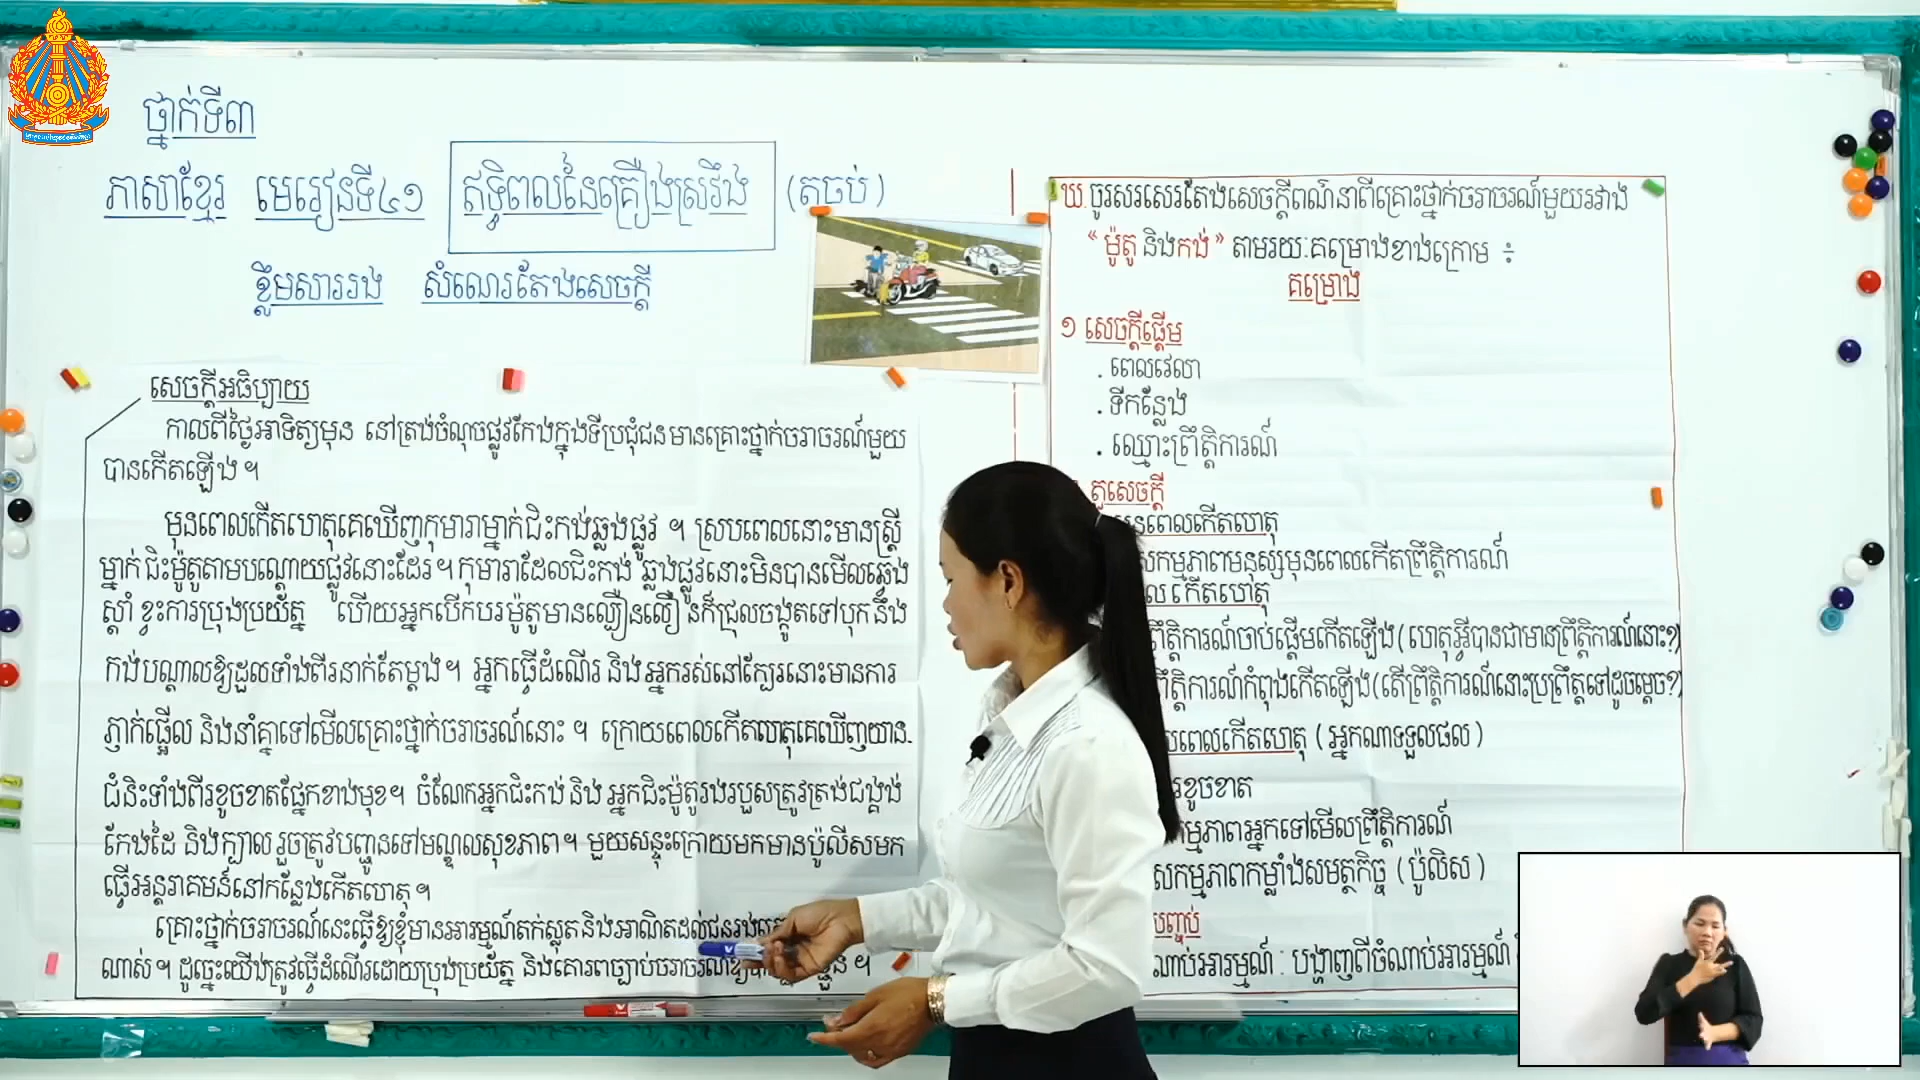 ថ្នាក់ទី៣
ភាសាខ្មែរ មេរៀនទី៤១ ឥទ្ធិពលនៃគ្រឿងស្រវឹង (តចប់)
ខ្លឹមសាររង សំណេរតែងសេចក្តី
សេចក្តីអធិប្បាយ
កាលពីថ្ងៃអាទិត្យមុន នៅត្រង់ចំណុចផ្លូវកែងក្នុងទីប្រជុំជនមានគ្រោះថ្នាក់ចរាចរណ៍មួយ
បានកើតឡើង ។
មុនពេលកើតហេតុគេឃើញកុមារាម្នាក់ជិះកង់ឆ្លងផ្លូវ ។ ស្របពេលនោះមានស្ត្រី
ម្នាក់ ជិះម៉ូតូតាមបណ្តោយផ្លូវនោះដែរ។ កុមារាដែលជិះកង់ ឆ្លងផ្លូវនោះមិនបានមើលឆ្វេង
ស្តាំ ខ្វះការប្រុងប្រយ័ត្ន ហើយអ្នកបើកបរម៉ូតូមានល្បឿនលឿនក៏ជ្រុលចង្កូតទៅបុកនឹង
កង់បណ្តាលឱ្យដួលទាំងពីរនាក់តែម្តង។ អ្នកធ្វើដំណើរ និងអ្នករស់នៅក្បែរនោះមានការ
ភ្ញាក់ផ្អើល និងនាំគ្នាទៅមើលគ្រោះថ្នាក់ចរាចរណ៍នោះ ។ ក្រោយពេលកើតហេតុគេឃើញយាន-
ជំនិះទាំងពីរខូចខាតផ្នែកខាងមុខ។ ចំណែកអ្នកជិះកង់ និង អ្នកជិះម៉ូតូរងរបួសត្រូវត្រង់ជង្គង់
កែងដៃ និងក្បាល រួចត្រូវបញ្ជូនទៅមណ្ឌលសុខភាព។ មួយសន្ទុះក្រោយមកមានប៉ូលីសមក
ធ្វើអន្តរាគមន៍នៅកន្លែងកើតហេតុ ។
គ្រោះថ្នាក់ចរាចរណ៍នេះធ្វើឱ្យខ្ញុំមានអារម្មណ៍តក់ស្លុតនិងអាណិតដល់ជនរង
ណាស់ ។ ដូច្នេះយើងត្រូវធ្វើដំណើរដោយប្រុងប្រយ័ត្ន និងគោរពច្បាប់ចរាចរណ៍ឱ្យ ។
ឃ. ចូរសរសេរតែងសេចក្តីពណ៌នាពីគ្រោះថ្នាក់ចរាចរណ៍មួយរវាង
“ ម៉ូតូ និងកង់ ” តាមរយៈគម្រោងខាងក្រោម ៖
គម្រោង
១ សេចក្តីផ្តើម
. ពេលវេលា
. ទីកន្លែង
. ឈ្មោះព្រឹត្តិការណ៍
តួសេចក្តី
មុនពេលកើតហេតុ
សកម្មភាពមនុស្សមុនពេលកើតព្រឹត្តិការណ៍
កើតហេតុ
ព្រឹត្តិការណ៍ចាប់ផ្តើមកើតឡើង (ហេតុអ្វីបានជាមានព្រឹត្តិការណ៍នោះ?)
ព្រឹត្តិការណ៍កំពុងកើតឡើង (តើព្រឹត្តិការណ៍នោះប្រព្រឹត្តទៅដូចម្តេច?)
ពេលកើតហេតុ ( អ្នកណាទទួលផល )
ខូចខាត
សកម្មភាពអ្នកទៅមើលព្រឹត្តិការណ៍
សកម្មភាពកម្លាំងសមត្ថកិច្ច ( ប៉ូលិស )
បញ្ចប់
ចំណាប់អារម្មណ៍ : បង្ហាញពីចំណាប់អារម្មណ៍